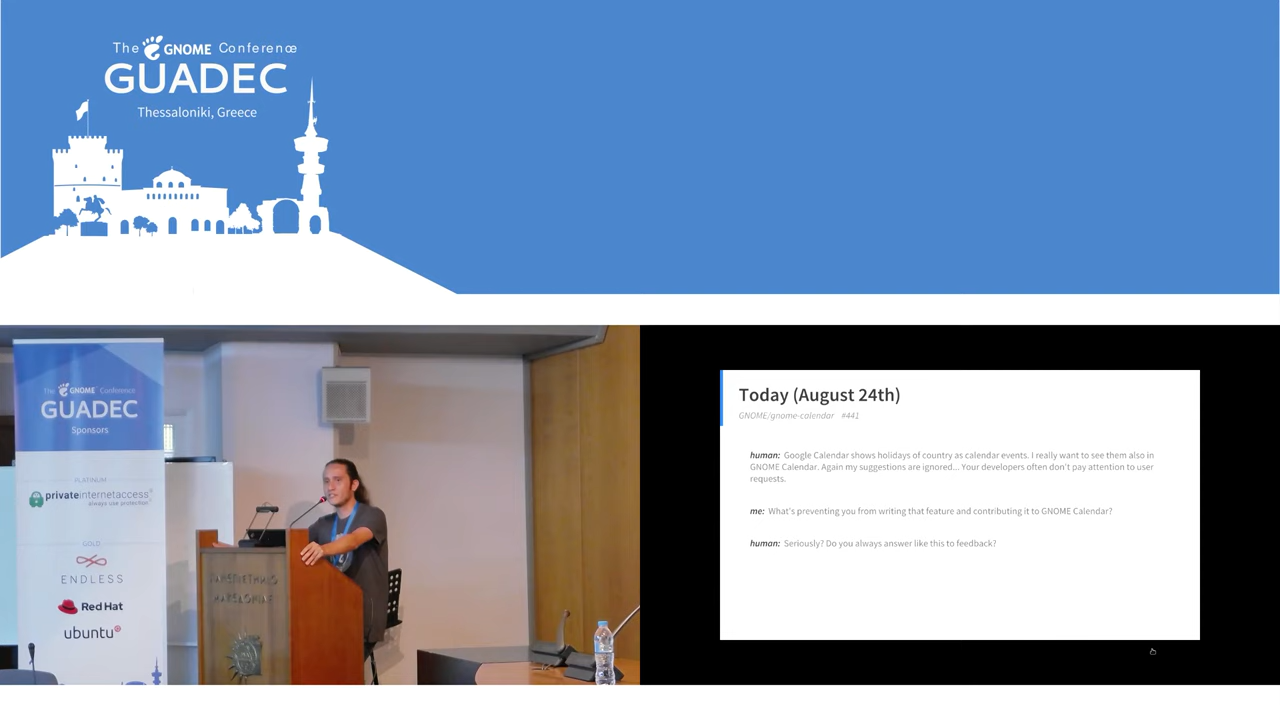 The GNOME Conference
GUADEC
Thessaloniki, Greece
The GNOME Conference
GUADEC
Sponsors
PLATINUM
privateinternetaccess®
always use protection
GOLD
ENDLESS
Red Hat
ubuntu®
ΠΑΝΕΠΙΣΤΗΜΙΟ
ΜΑΚΕΔΟΝΙΑΣ
Today (August 24th)
GNOME/gnome-calendar #441
human: Google Calendar shows holidays of country as calendar events. I really want to see them also in
GNOME Calendar. Again my suggestions are ignored... Your developers often don't pay attention to user
requests.
me: What's preventing you from writing that feature and contributing it to GNOME Calendar?
human: Seriously? Do you always answer like this to feedback?